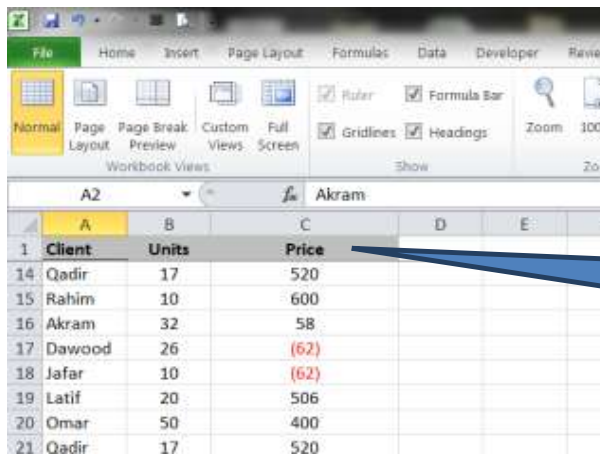 File Home Insert Page Layout Formulas Data Developer
Ruler Formula Bar
Normal Page Layout Page Break Preview Custom Views Full Screen Gridlines Headings Zoom
Workbook Views Show
A2 fx Akram
A B C D E
1 Client Units Price
14 Qadir 17 520
15 Rahim 10 600
16 Akram 32 58
17 Dawood 26 (62)
18 Jafar 10 (62)
19 Latif 20 506
20 Omar 50 400
21 Qadir 17 520